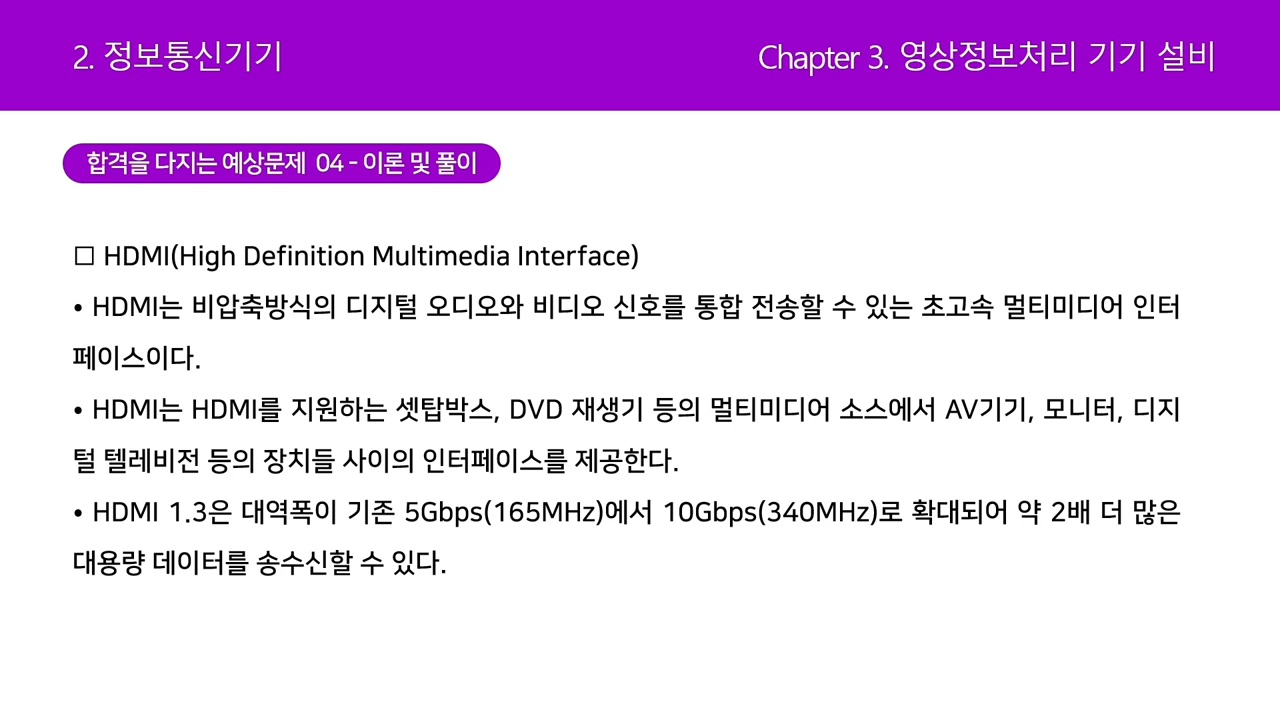 2. 정보통신기기
Chapter 3. 영상정보처리 기기 설비
합격을 다지는 예상문제 04 - 이론 및 풀이
□ HDMI(High Definition Multimedia Interface)
• HDMI는 비압축방식의 디지털 오디오와 비디오 신호를 통합 전송할 수 있는 초고속 멀티미디어 인터
페이스이다.
• HDMI는 HDMI를 지원하는 셋탑박스, DVD 재생기 등의 멀티미디어 소스에서 AV기기, 모니터, 디지
털 텔레비전 등의 장치들 사이의 인터페이스를 제공한다.
• HDMI 1.3은 대역폭이 기존 5Gbps(165MHz)에서 10Gbps(340MHz)로 확대되어 약 2배 더 많은
대용량 데이터를 송수신할 수 있다.